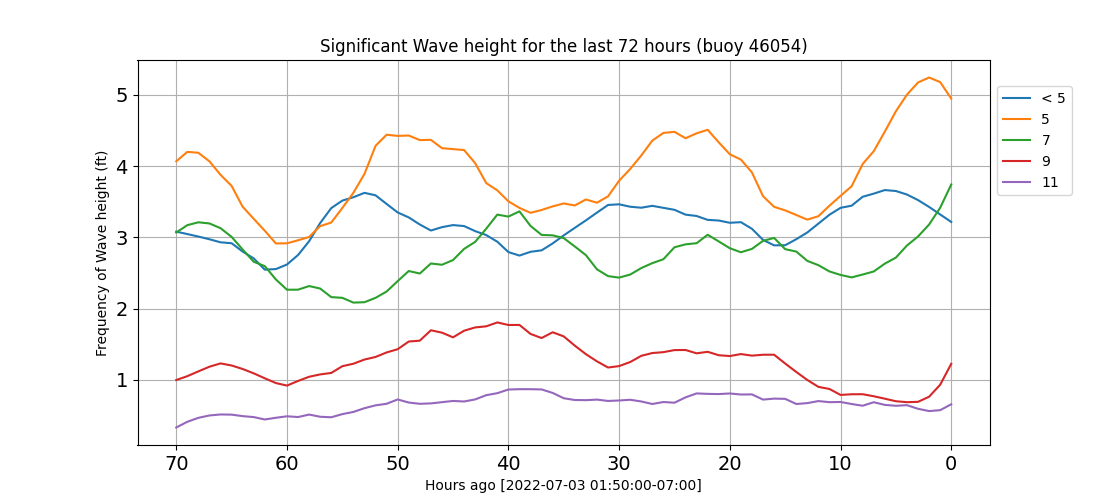 Significant Wave height for the last 72 hours (buoy 46054)
Frequency of Wave height (ft)
5
4
3
2
1
70 60 50 40 30 20 10 0
Hours ago [2022-07-03 01:50:00-07:00]
< 5
5
7
9
11